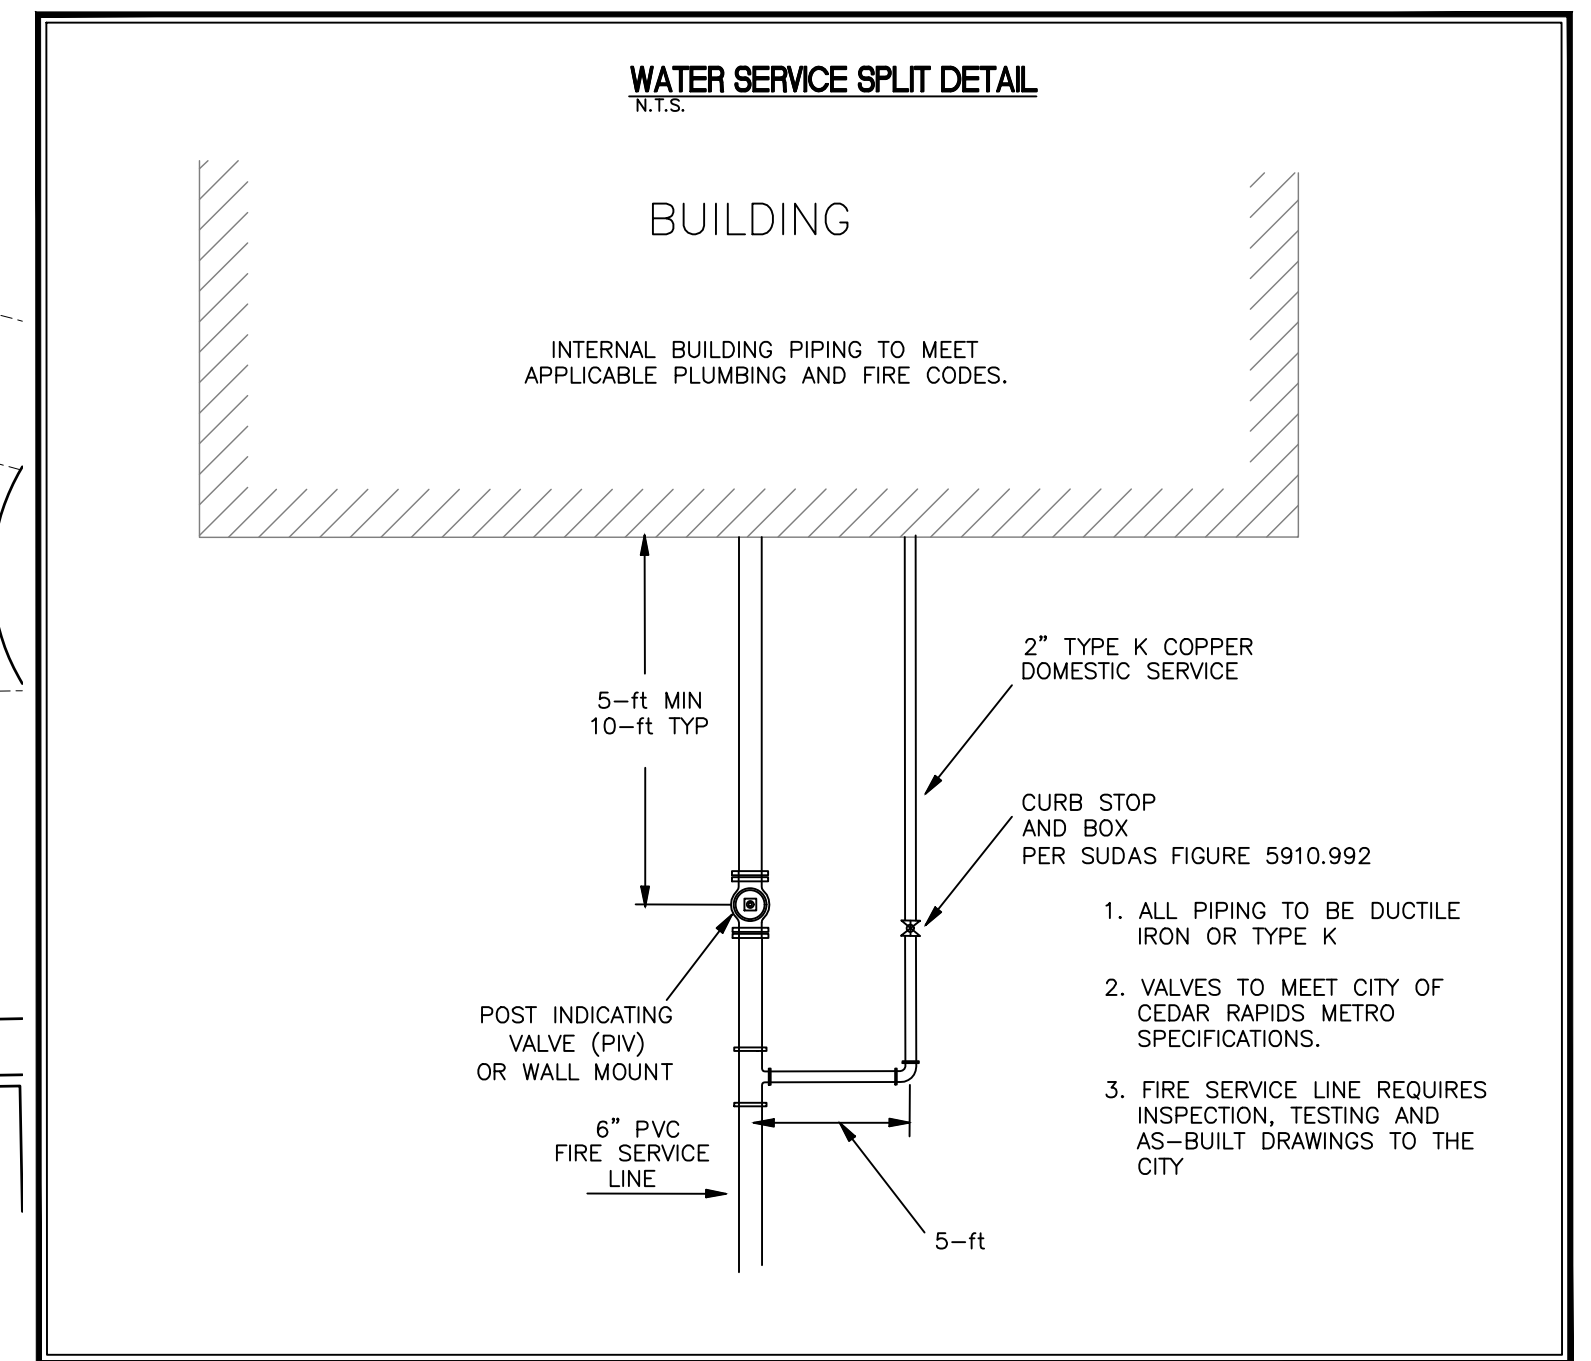 WATER SERVICE SPLIT DETAIL
N.T.S.
BUILDING
INTERNAL BUILDING PIPING TO MEET
APPLICABLE PLUMBING AND FIRE CODES.
2" TYPE K COPPER
DOMESTIC SERVICE
5-ft MIN
10-ft TYP
CURB STOP
AND BOX
PER SUDAS FIGURE 5910.992
1. ALL PIPING TO BE DUCTILE
IRON OR TYPE K
2. VALVES TO MEET CITY OF
CEDAR RAPIDS METRO
SPECIFICATIONS.
3. FIRE SERVICE LINE REQUIRES
INSPECTION, TESTING AND
AS-BUILT DRAWINGS TO THE
CITY
POST INDICATING
VALVE (PIV)
OR WALL MOUNT
6" PVC
FIRE SERVICE
LINE
5-ft